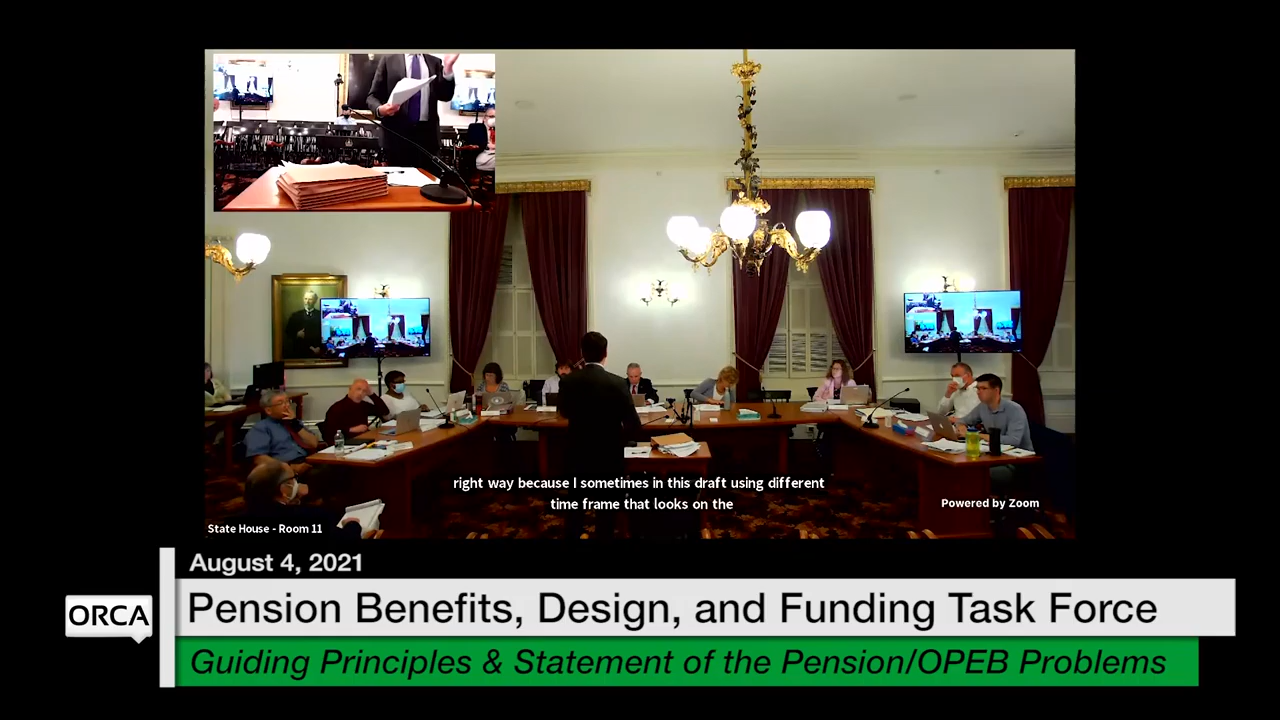 right way because I sometimes in this draft using different
time frame that looks on the
Powered by Zoom
State House - Room 11
August 4, 2021
ORCA
Pension Benefits, Design, and Funding Task Force
Guiding Principles & Statement of the Pension/OPEB Problems